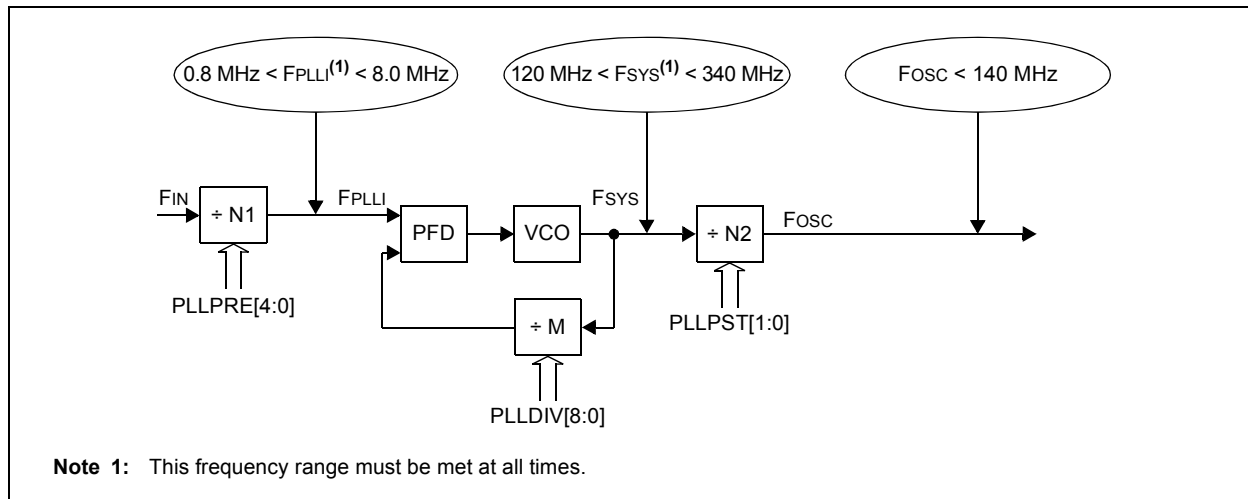 0.8 MHz < FPLLI(1) < 8.0 MHz
120 MHz < FSYS(1) < 340 MHz
FOSC < 140 MHz
FIN
÷ N1
FPLLI
PFD
VCO
FSYS
÷ N2
FOSC
PLLPRE[4:0]
÷ M
PLLPST[1:0]
PLLDIV[8:0]
Note 1: This frequency range must be met at all times.